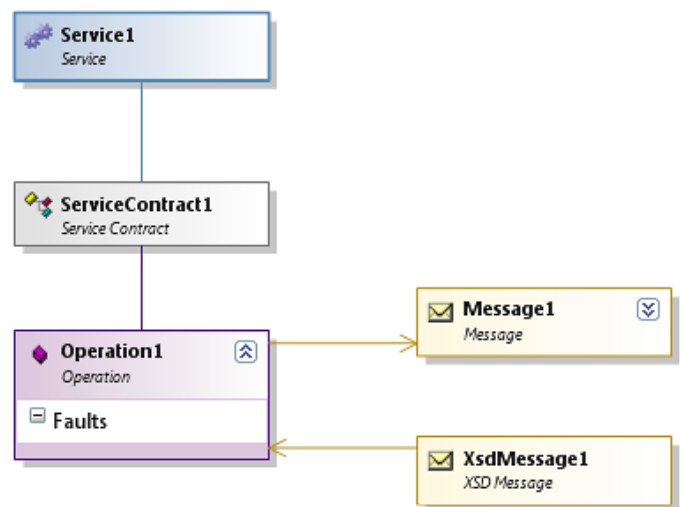 Service1
Service
ServiceContract1
Service Contract
Operation1
Operation
Faults
Message1
Message
XsdMessage1
XSD Message